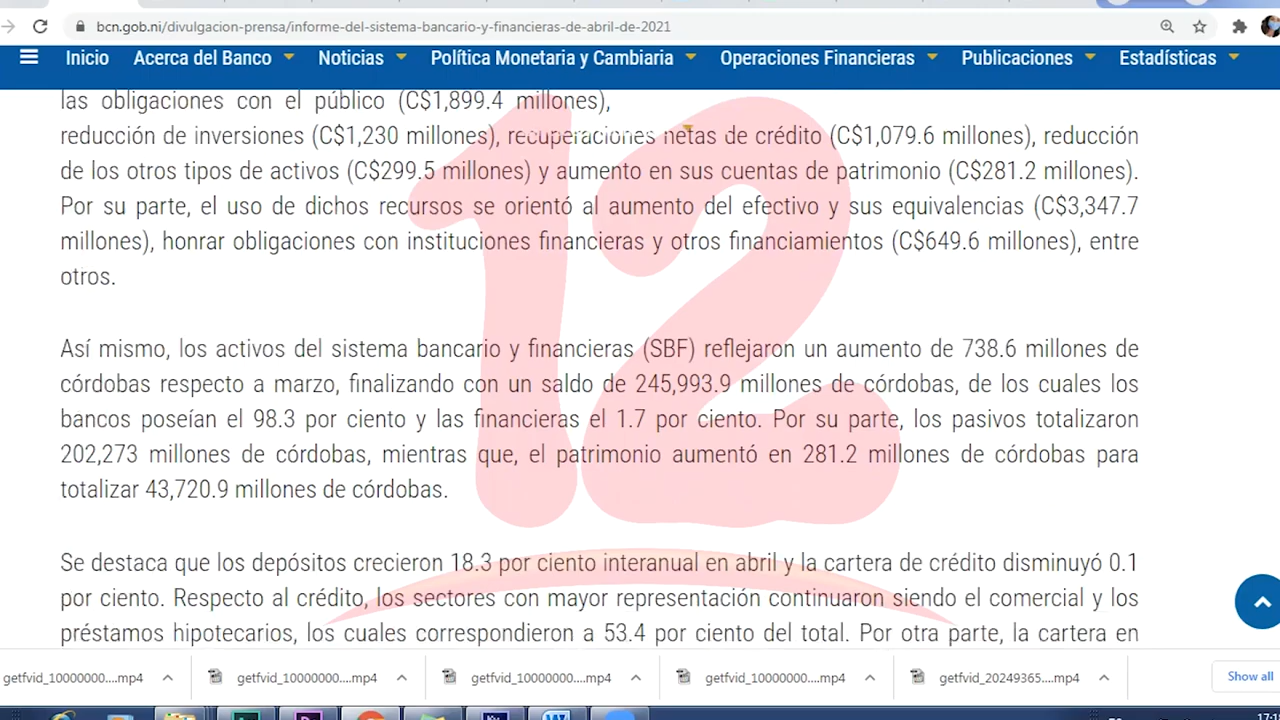 bcn.gob.ni/divulgacion-prensa/informe-del-sistema-bancario-y-financieras-de-abril-de-2021
Inicio Acerca del Banco Noticias Política Monetaria y Cambiaria Operaciones Financieras Publicaciones Estadísticas
las obligaciones con el público (C$1,899.4 millones),
reducción de inversiones (C$1,230 millones), recuperaciones netas de crédito (C$1,079.6 millones), reducción
de los otros tipos de activos (C$299.5 millones) y aumento en sus cuentas de patrimonio (C$281.2 millones).
Por su parte, el uso de dichos recursos se orientó al aumento del efectivo y sus equivalencias (C$3,347.7
millones), honrar obligaciones con instituciones financieras y otros financiamientos (C$649.6 millones), entre
otros.
Así mismo, los activos del sistema bancario y financieras (SBF) reflejaron un aumento de 738.6 millones de
córdobas respecto a marzo, finalizando con un saldo de 245,993.9 millones de córdobas, de los cuales los
bancos poseían el 98.3 por ciento y las financieras el 1.7 por ciento. Por su parte, los pasivos totalizaron
202,273 millones de córdobas, mientras que, el patrimonio aumentó en 281.2 millones de córdobas para
totalizar 43,720.9 millones de córdobas.
12
Se destaca que los depósitos crecieron 18.3 por ciento interanual en abril y la cartera de crédito disminuyó 0.1
por ciento. Respecto al crédito, los sectores con mayor representación continuaron siendo el comercial y los
préstamos hipotecarios, los cuales correspondieron a 53.4 por ciento del total. Por otra parte, la cartera en
getfvid_10000000....mp4 getfvid_10000000....mp4 getfvid_10000000....mp4 getfvid_10000000....mp4 getfvid_20249365....mp4 Show all